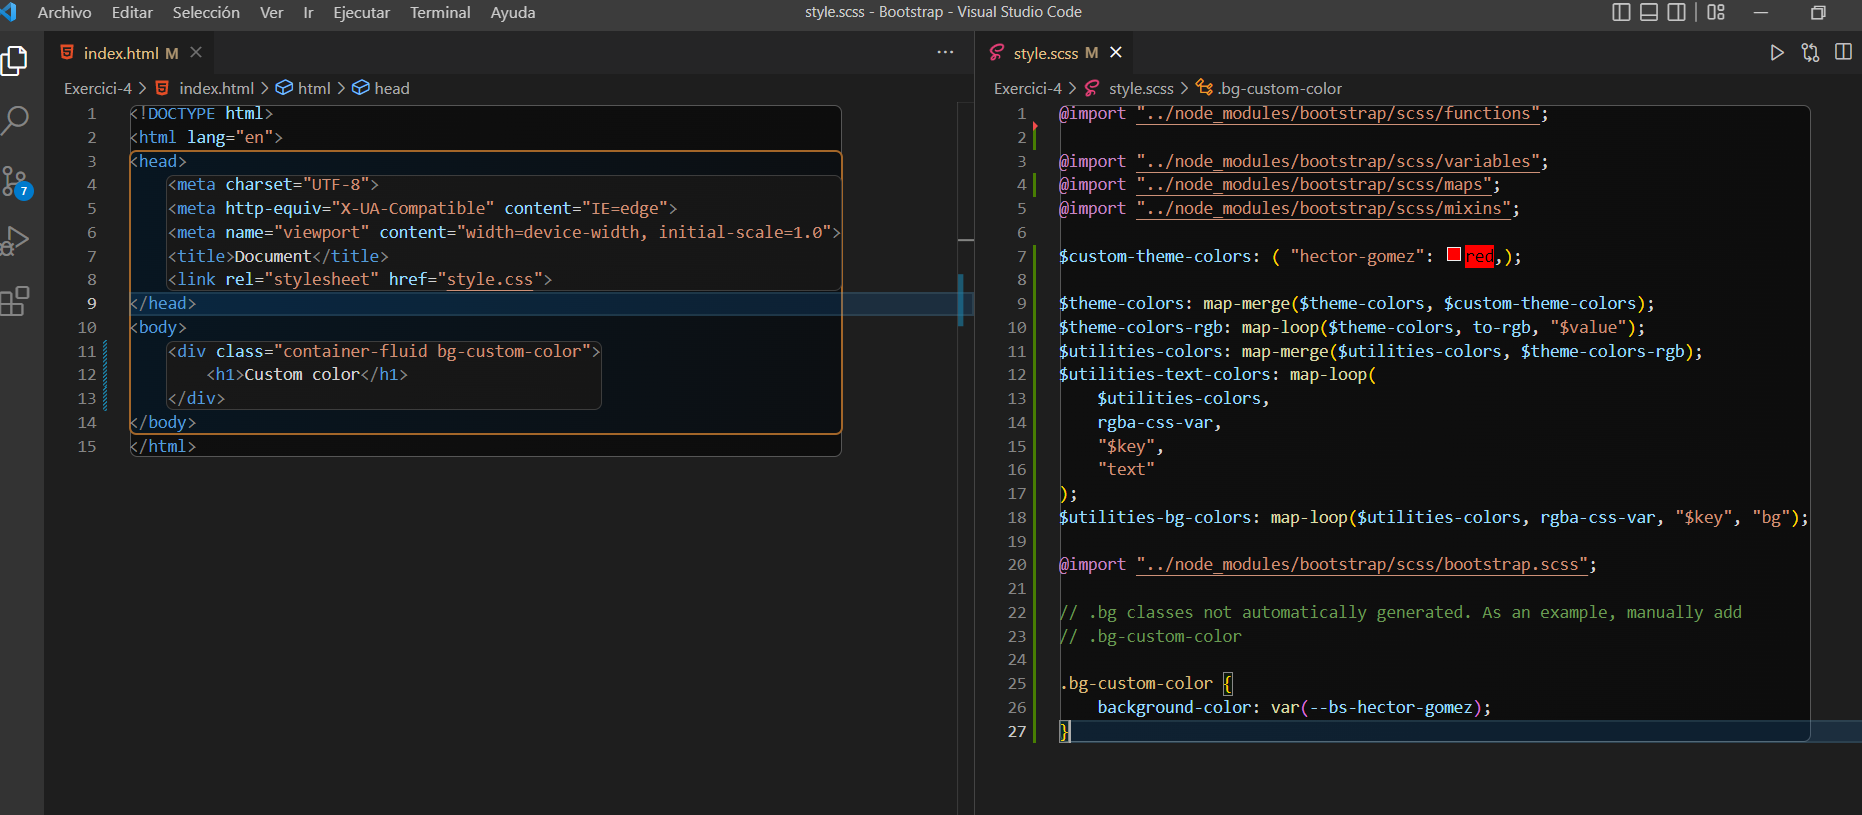 Archivo Editar Selección Ver Ir Ejecutar Terminal Ayuda style.scss - Bootstrap - Visual Studio Code
index.html M
Exercici-4 > index.html > html > head
1 <!DOCTYPE html>
2 <html lang="en">
3 <head>
4     <meta charset="UTF-8">
5     <meta http-equiv="X-UA-Compatible" content="IE=edge">
6     <meta name="viewport" content="width=device-width, initial-scale=1.0">
7     <title>Document</title>
8     <link rel="stylesheet" href="style.css">
9 </head>
10 <body>
11     <div class="container-fluid bg-custom-color">
12         <h1>Custom color</h1>
13     </div>
14 </body>
15 </html>
7
style.scss M
Exercici-4 > style.scss > .bg-custom-color
1 @import "../node_modules/bootstrap/scss/functions";
2
3 @import "../node_modules/bootstrap/scss/variables";
4 @import "../node_modules/bootstrap/scss/maps";
5 @import "../node_modules/bootstrap/scss/mixins";
6
7 $custom-theme-colors: ( "hector-gomez": red,);
8
9 $theme-colors: map-merge($theme-colors, $custom-theme-colors);
10 $theme-colors-rgb: map-loop($theme-colors, to-rgb, "$value");
11 $utilities-colors: map-merge($utilities-colors, $theme-colors-rgb);
12 $utilities-text-colors: map-loop(
13     $utilities-colors,
14     rgba-css-var,
15     "$key",
16     "text"
17 );
18 $utilities-bg-colors: map-loop($utilities-colors, rgba-css-var, "$key", "bg");
19
20 @import "../node_modules/bootstrap/scss/bootstrap.scss";
21
22 // .bg classes not automatically generated. As an example, manually add
23 // .bg-custom-color
24
25 .bg-custom-color {
26     background-color: var(--bs-hector-gomez);
27 }